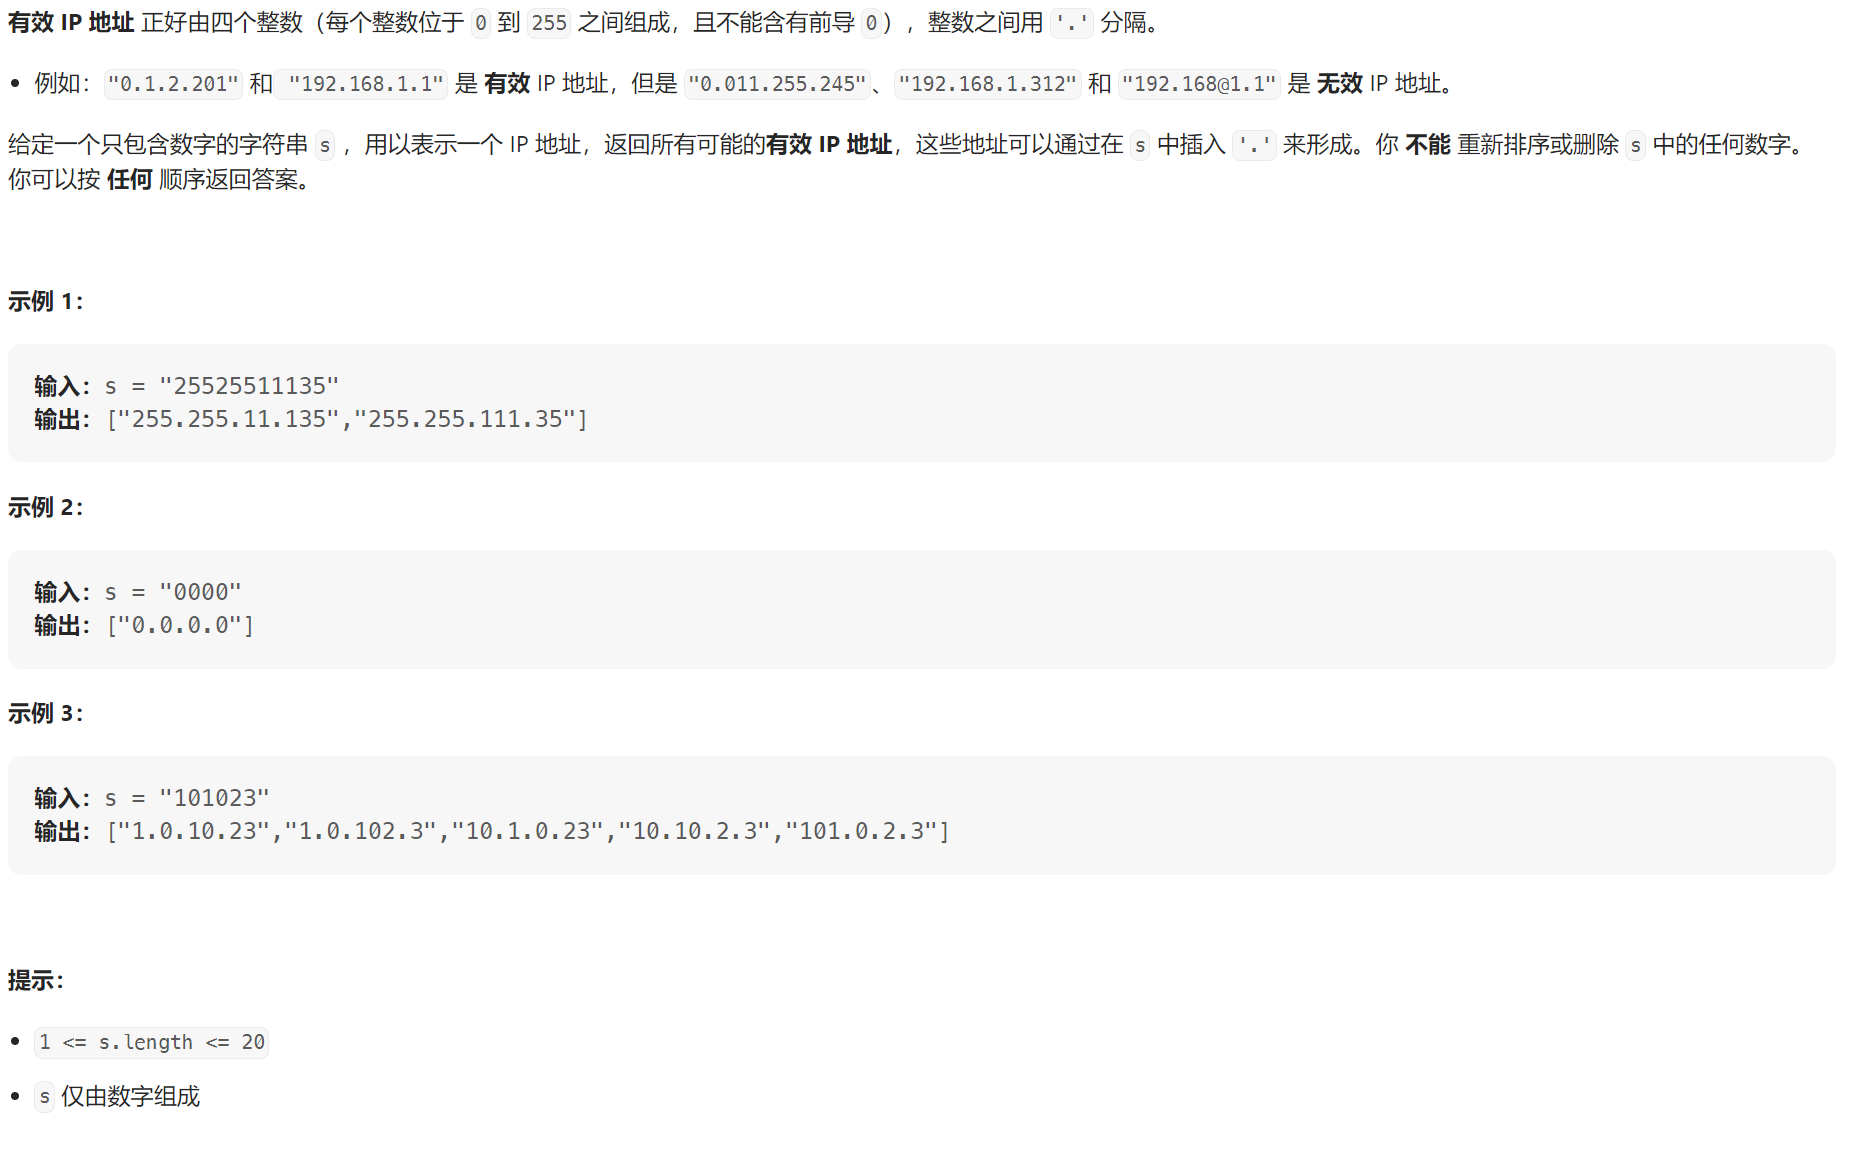 有效 IP 地址 正好由四个整数（每个整数位于 0 到 255 之间组成，且不能含有前导 0），整数之间用 '.' 分隔。
• 例如："0.1.2.201" 和 "192.168.1.1" 是 有效 IP 地址，但是 "0.011.255.245"、"192.168.1.312" 和 "192.168@1.1" 是 无效 IP 地址。
给定一个只包含数字的字符串 s ，用以表示一个 IP 地址，返回所有可能的有效 IP 地址，这些地址可以通过在 s 中插入 '.' 来形成。你 不能 重新排序或删除 s 中的任何数字。
你可以按 任何 顺序返回答案。
示例 1：
输入：s = "25525511135"
输出：["255.255.11.135","255.255.111.35"]
示例 2：
输入：s = "0000"
输出：["0.0.0.0"]
示例 3：
输入：s = "101023"
输出：["1.0.10.23","1.0.102.3","10.1.0.23","10.10.2.3","101.0.2.3"]
提示：
• 1 <= s.length <= 20
• s 仅由数字组成